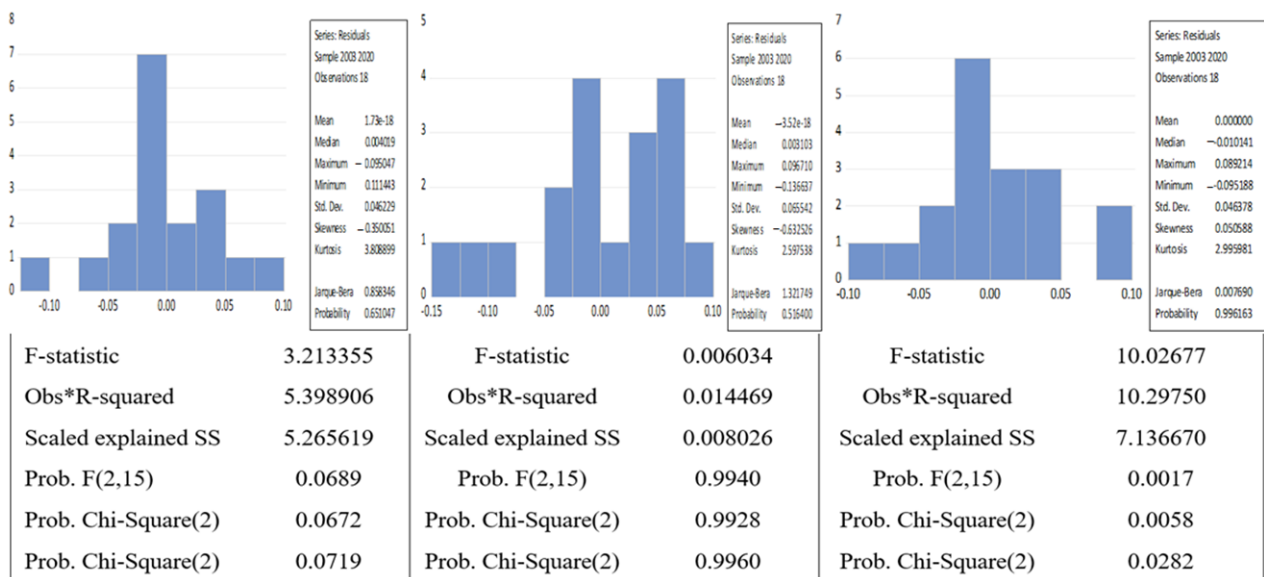 8
7
6
5
4
3
2
1
0
-0.10 -0.05 0.00 0.05 0.10
Series: Residuals
Sample 2003 2020
Observations 18
Mean 1.73e-18
Median 0.004019
Maximum —0.095047
Minimum 0.111443
Std. Dev. 0.046229
Skewness —0.350051
Kurtosis 3.808899
Jarque-Bera 0.858346
Probability 0.651047
5
4
3
2
1
0
-0.15 -0.10 -0.05 0.00 0.05 0.10
Series: Residuals
Sample 2003 2020
Observations 18
Mean —3.52e-18
Median 0.003103
Maximum 0.096710
Minimum —0.136637
Std. Dev. 0.065542
Skewness —0.632526
Kurtosis 2.597538
Jarque-Bera 1.321749
Probability 0.516400
7
6
5
4
3
2
1
0
-0.10 -0.05 0.00 0.05 0.10
Series: Residuals
Sample 2003 2020
Observations 18
Mean 0.000000
Median —-0.010141
Maximum 0.089214
Minimum —-0.095188
Std. Dev. 0.046378
Skewness 0.050588
Kurtosis 2.995981
Jarque-Bera 0.007690
Probability 0.996163
F-statistic 3.213355
Obs*R-squared 5.398906
Scaled explained SS 5.265619
Prob. F(2,15) 0.0689
Prob. Chi-Square(2) 0.0672
Prob. Chi-Square(2) 0.0719
F-statistic 0.006034
Obs*R-squared 0.014469
Scaled explained SS 0.008026
Prob. F(2,15) 0.9940
Prob. Chi-Square(2) 0.9928
Prob. Chi-Square(2) 0.9960
F-statistic 10.02677
Obs*R-squared 10.29750
Scaled explained SS 7.136670
Prob. F(2,15) 0.0017
Prob. Chi-Square(2) 0.0058
Prob. Chi-Square(2) 0.0282